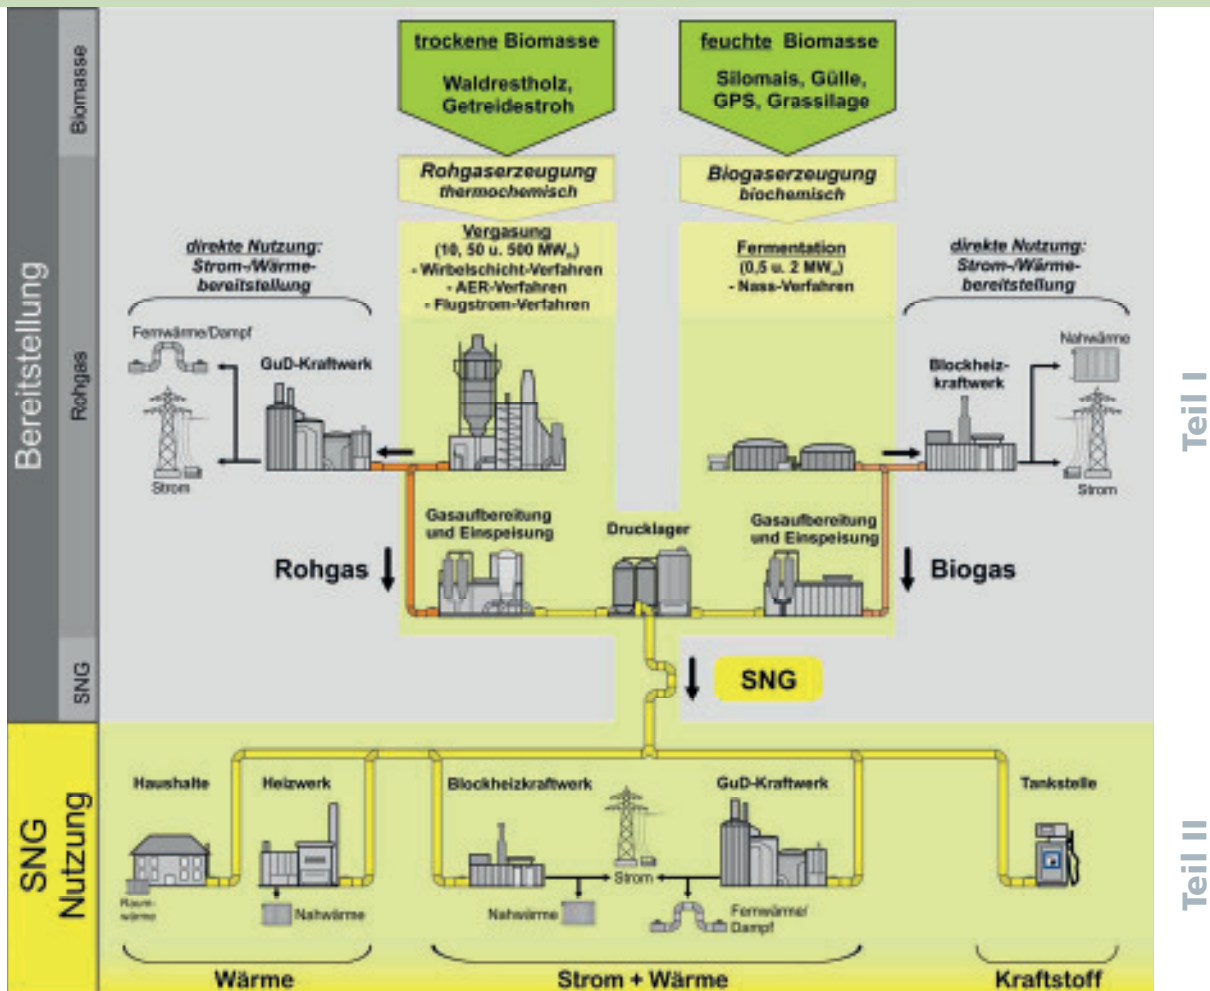 trockene Biomasse
Waldrestholz,
Getreidestroh
feuchte Biomasse
Silomais, Gülle,
GPS, Grassilage
Biomasse
Rohgaserzeugung
thermochemisch
Biogaserzeugung
biochemisch
Bereitstellung
Rohgas
direkte Nutzung:
Strom-/Wärme-
bereitstellung
Vergasung
(10, 50 u. 500 MW
- Wirbelschicht-Verfahren
- AER-Verfahren
- Flugstrom-Verfahren
Fermentation
(0,5 u. 2 MW
- Nass-Verfahren
direkte Nutzung:
Strom-/Wärme-
bereitstellung
Fernwärme/Dampf
GuD-Kraftwerk
Strom
Blockheiz-
kraftwerk
Nahwärme
Strom
Teil I
Gasaufbereitung
und Einspeisung
Drucklager
Gasaufbereitung
und Einspeisung
Rohgas
Biogas
SNG
SNG
SNG
Nutzung
Haushalte
Heizwerk
Blockheizkraftwerk
GuD-Kraftwerk
Tankstelle
Raum-
wärme
Nahwärme
Strom
Nahwärme
Fernwärme/
Dampf
Teil II
Wärme
Strom + Wärme
Kraftstoff